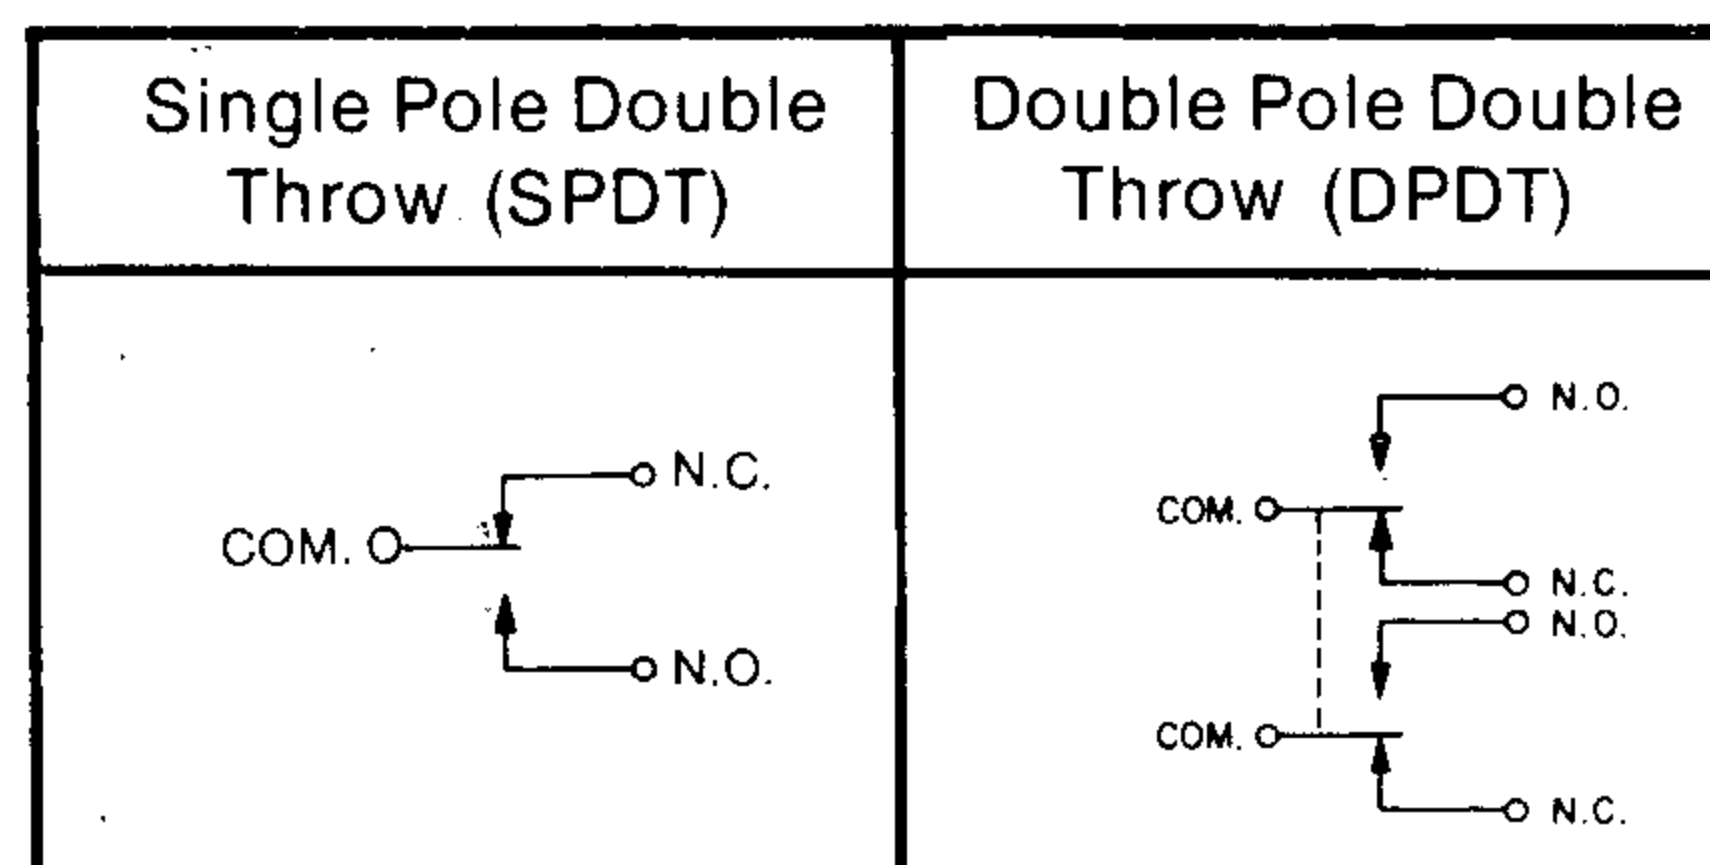 Single Pole Double
Throw (SPDT)
Double Pole Double
Throw (DPDT)
N.C.
COM.
N.O.
N.O.
COM.
N.C.
N.O.
COM.
N.C.